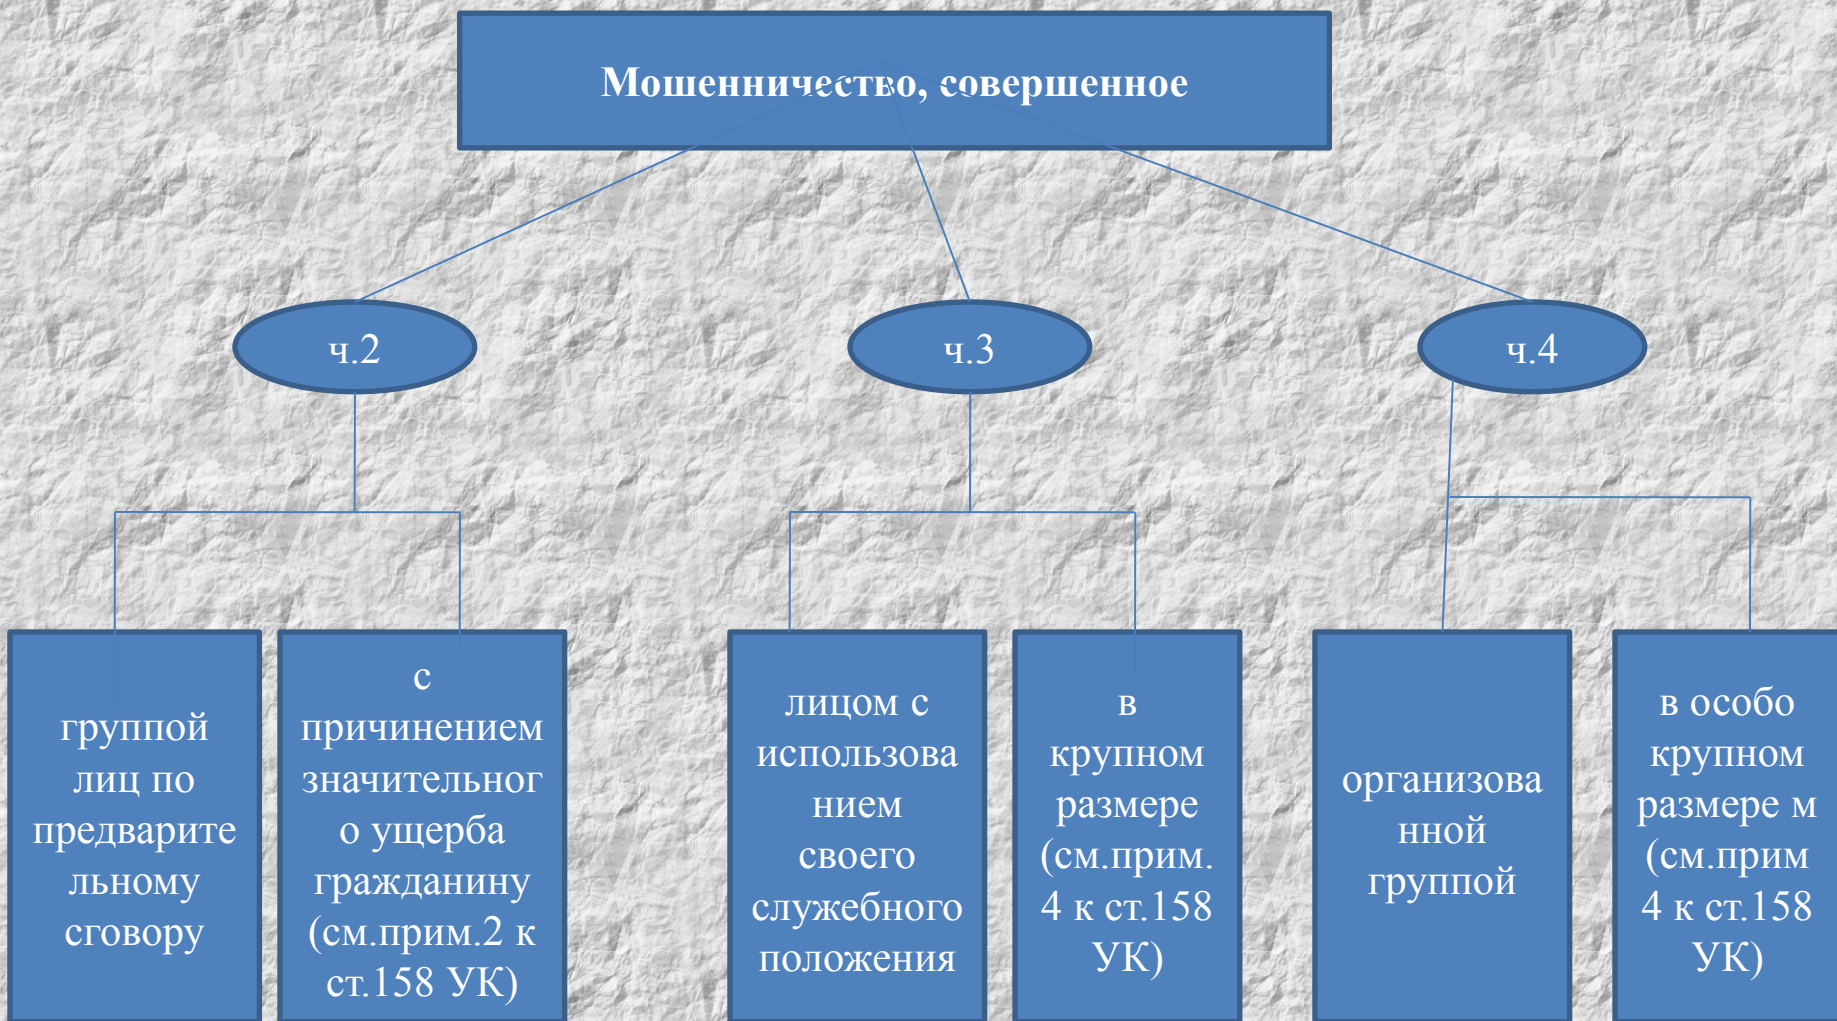 Мошенничество, совершенное
ч.2
ч.3
ч.4
группой
лиц по
предварите
льному
сговору
с
причинением
значительног
о ущерба
гражданину
(см.прим.2 к
ст.158 УК)
лицом с
использова
нием
своего
служебного
положения
в
крупном
размере
(см.прим.
4 к ст.158
УК)
организова
нной
группой
в особо
крупном
размере м
(см.прим
4 к ст.158
УК)